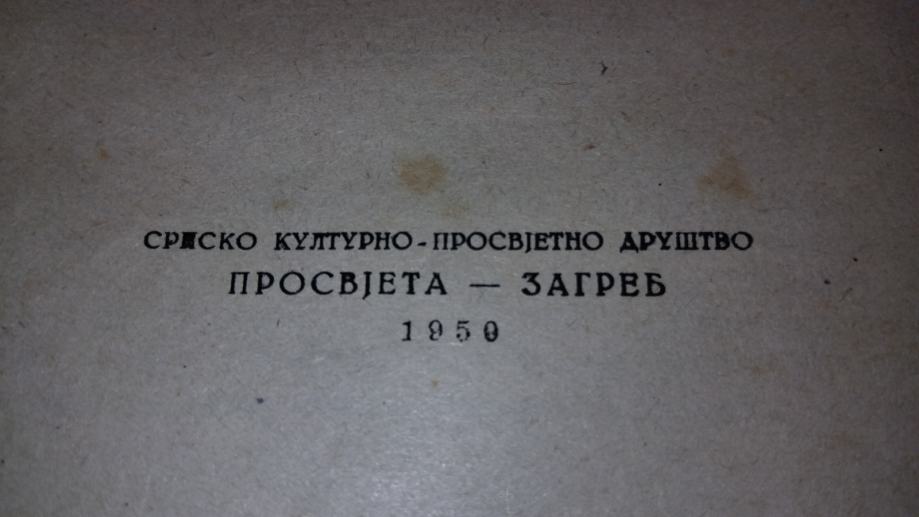 СРПСКО КУЛТУРНО-ПРОСВЈЕТНО ДРУШТВО
ПРОСВЈЕТА — ЗАГРЕБ
1950